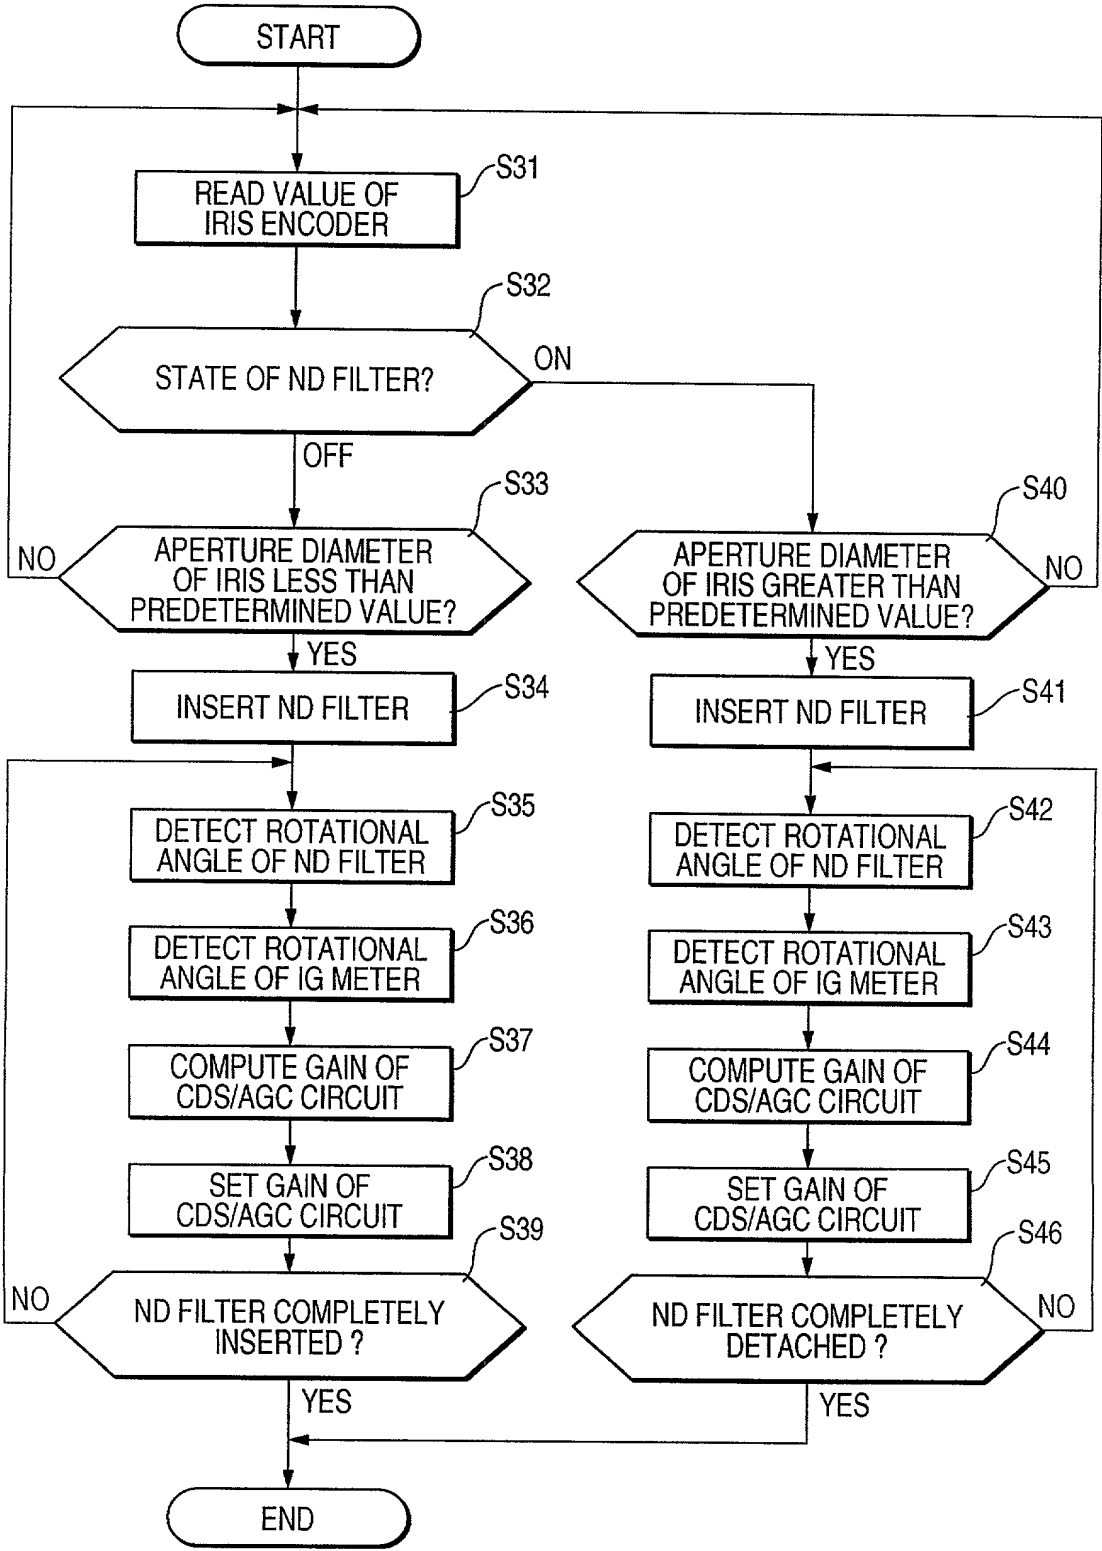 START
S31
READ VALUE OF
IRIS ENCODER
S32
STATE OF ND FILTER?
ON
OFF
S33
APERTURE DIAMETER
OF IRIS LESS THAN
PREDETERMINED VALUE?
NO
YES
S34
INSERT ND FILTER
S35
DETECT ROTATIONAL
ANGLE OF ND FILTER
S36
DETECT ROTATIONAL
ANGLE OF IG METER
S37
COMPUTE GAIN OF
CDS/AGC CIRCUIT
S38
SET GAIN OF
CDS/AGC CIRCUIT
S39
ND FILTER COMPLETELY
INSERTED ?
NO
YES
S40
APERTURE DIAMETER
OF IRIS GREATER THAN
PREDETERMINED VALUE?
NO
YES
S41
INSERT ND FILTER
S42
DETECT ROTATIONAL
ANGLE OF ND FILTER
S43
DETECT ROTATIONAL
ANGLE OF IG METER
S44
COMPUTE GAIN OF
CDS/AGC CIRCUIT
S45
SET GAIN OF
CDS/AGC CIRCUIT
S46
ND FILTER COMPLETELY
DETACHED ?
NO
YES
END